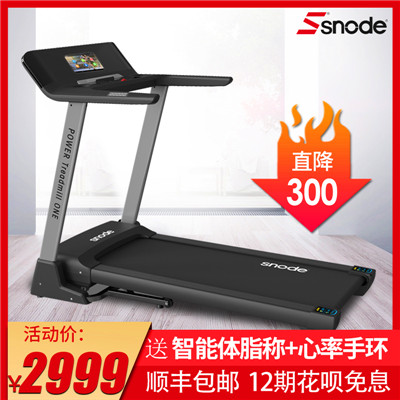 snode®
直降
300
POWER Treadmill ONE
snode
snode
活动价:
¥2999
送 智能体脂称+心率手环
顺丰包邮 12期花呗免息